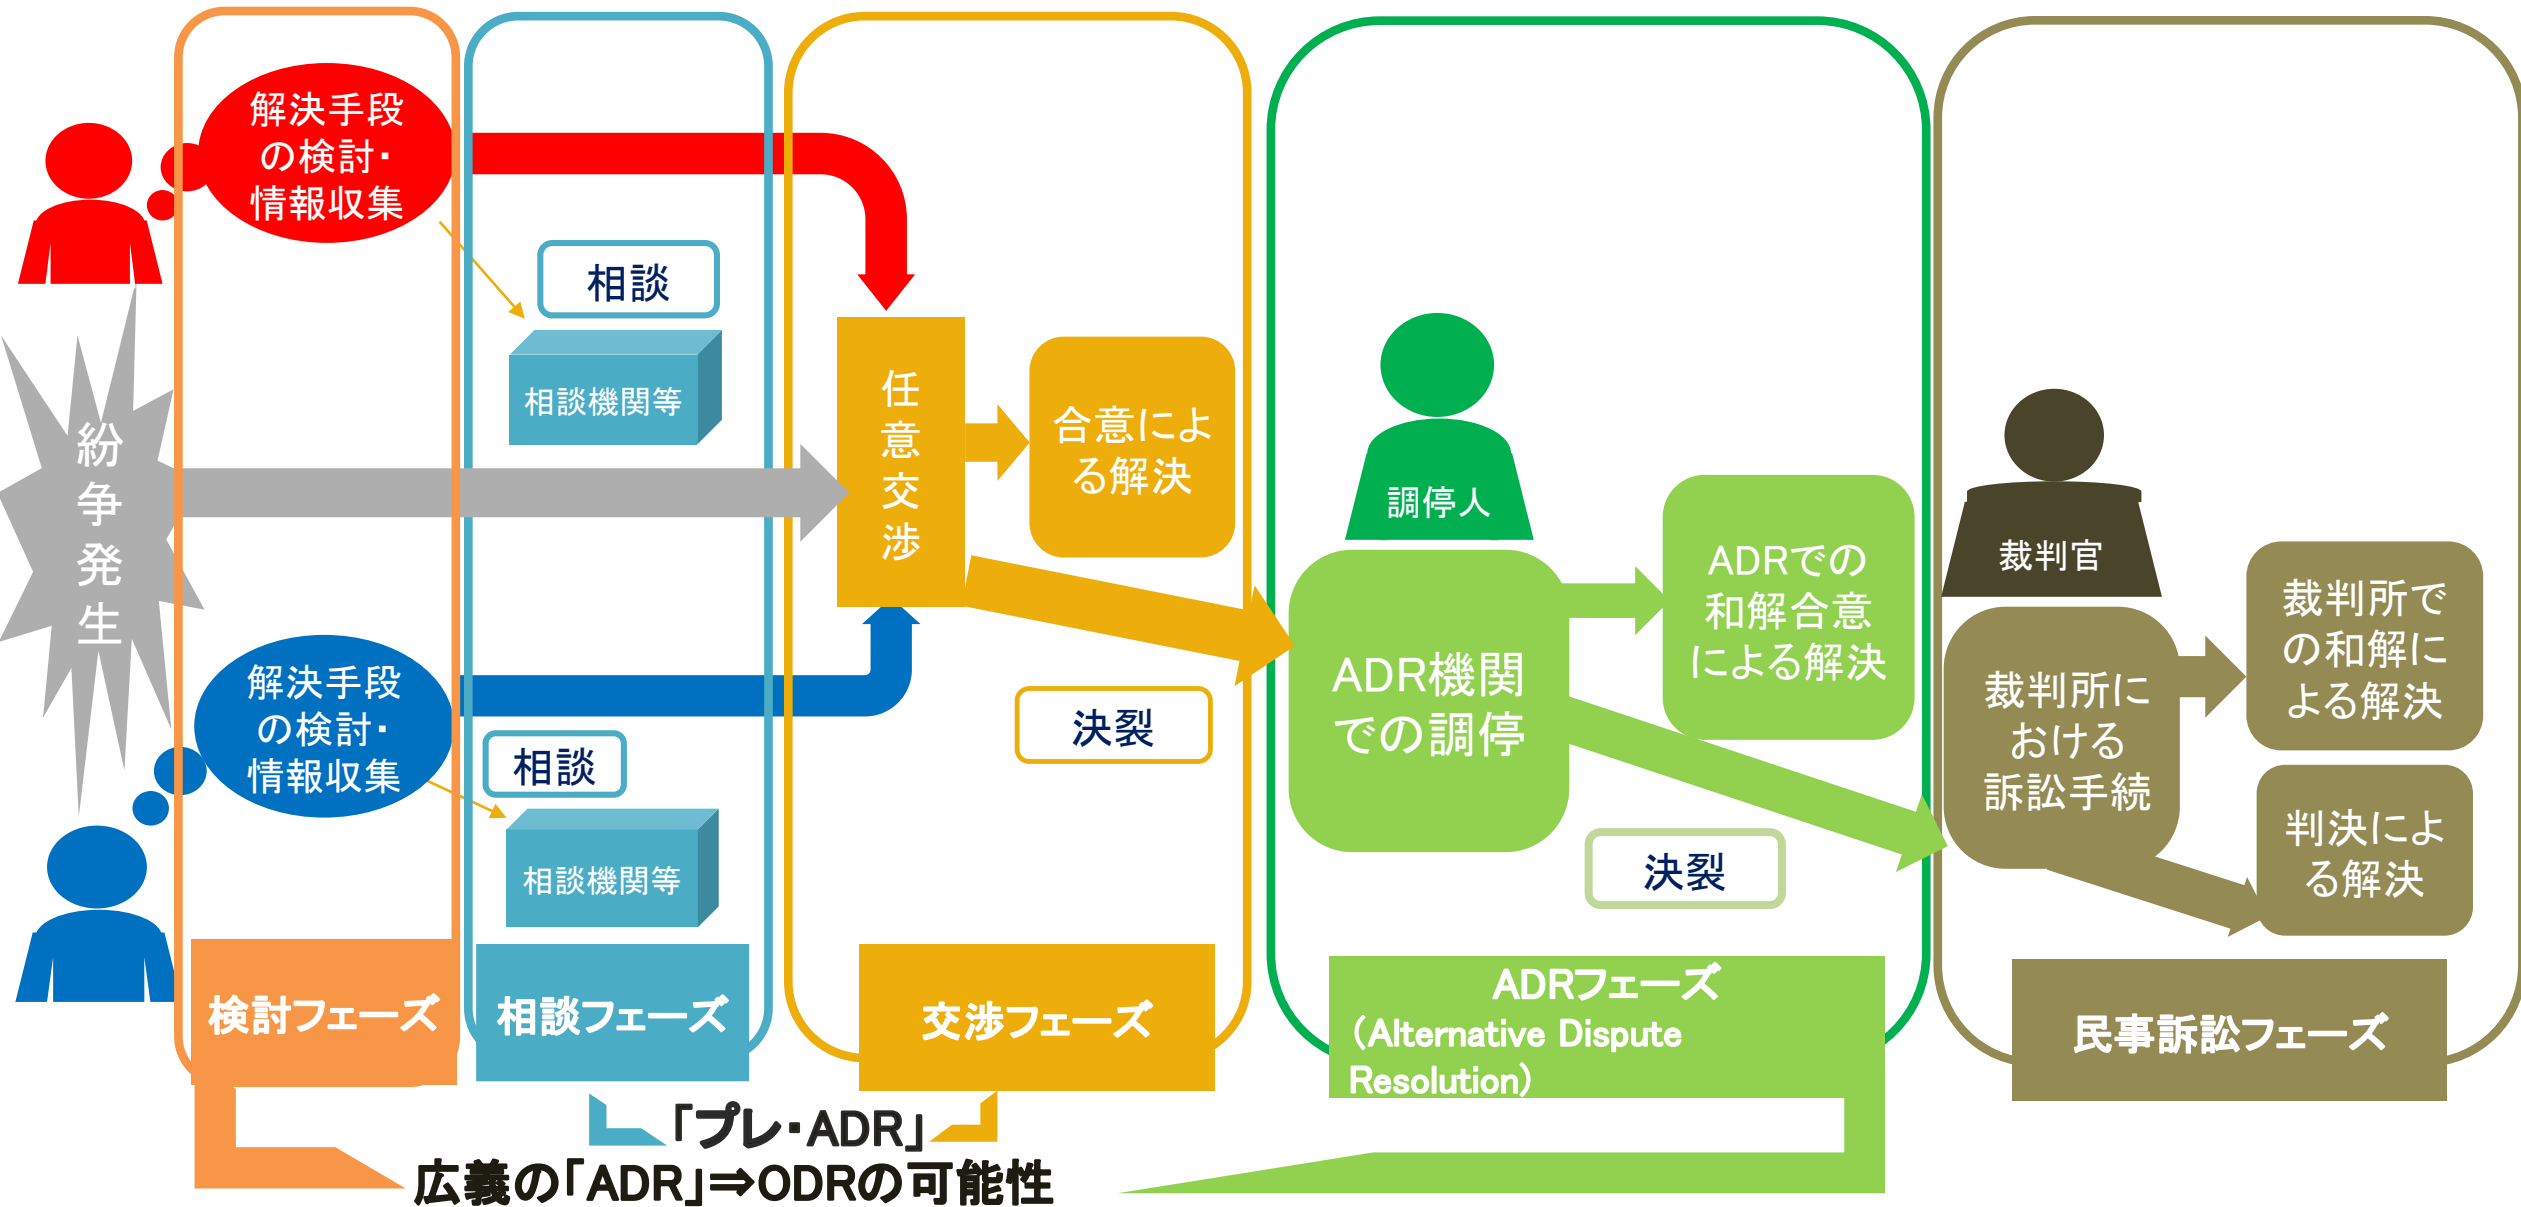 紛
争
発
生
解決手段
の検討・
情報収集
解決手段
の検討・
情報収集
検討フェーズ
相談
相談機関等
相談
相談機関等
相談フェーズ
任
意
交
渉
合意によ
る解決
決裂
交渉フェーズ
調停人
ADR機関
での調停
ADRでの
和解合意
による解決
決裂
ADRフェーズ
（Alternative Dispute
Resolution）
裁判官
裁判所に
おける
訴訟手続
裁判所で
の和解に
よる解決
判決によ
る解決
民事訴訟フェーズ
「プレ・ADR」
広義の「ADR」⇒ODRの可能性